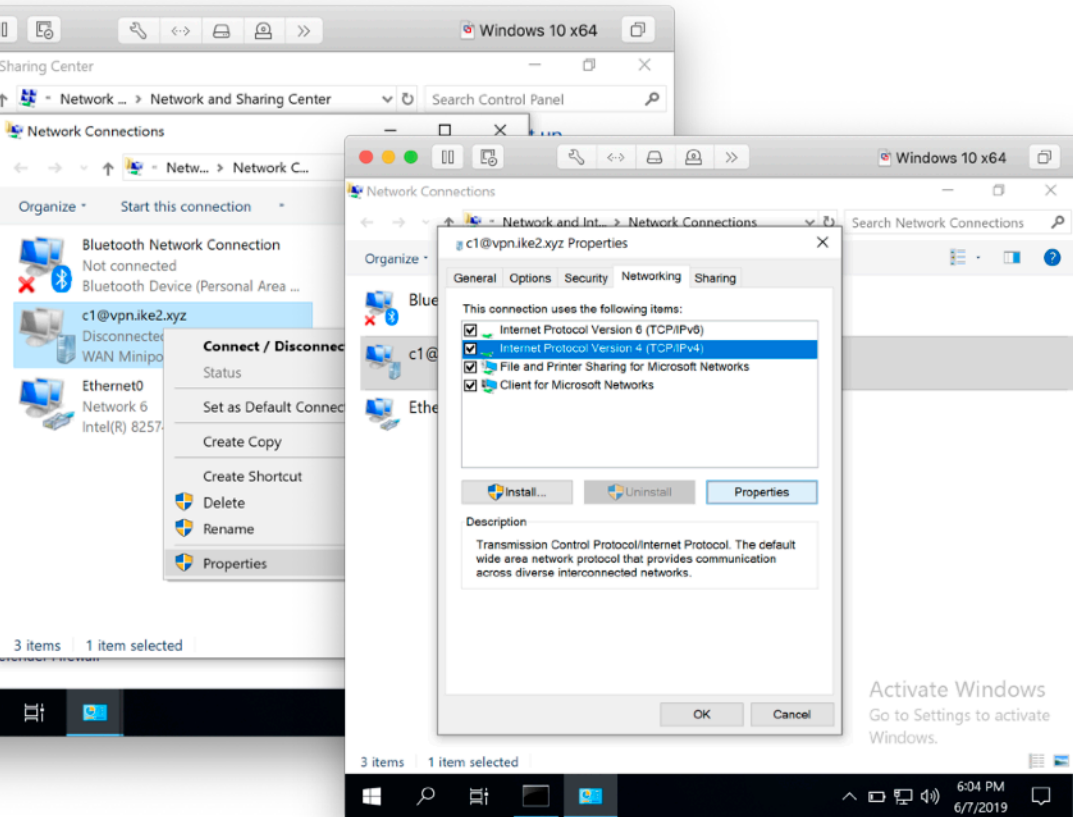 Windows 10 x64
Sharing Center
Network ... > Network and Sharing Center
Search Control Panel
Network Connections
Netw... > Network C...
Organize
Start this connection
Bluetooth Network Connection
Not connected
Bluetooth Device (Personal Area ...
c1@vpn.ike2.xyz
Disconnected
WAN Minipo
Ethernet0
Network 6
Intel(R) 8257
Connect / Disconnec
Status
Set as Default Connec
Create Copy
Create Shortcut
Delete
Rename
Properties
3 items
1 item selected
Windows 10 x64
Network Connections
Network and Int... > Network Connections
Search Network Connections
Organize
Blue
c1@
Ethe
c1@vpn.ike2.xyz Properties
General
Options
Security
Networking
Sharing
This connection uses the following items:
Internet Protocol Version 6 (TCP/IPv6)
Internet Protocol Version 4 (TCP/IPv4)
File and Printer Sharing for Microsoft Networks
Client for Microsoft Networks
Install...
Uninstall
Properties
Description
Transmission Control Protocol/Internet Protocol. The default
wide area network protocol that provides communication
across diverse interconnected networks.
OK
Cancel
Activate Windows
Go to Settings to activate
Windows.
3 items
1 item selected
6:04 PM
6/7/2019